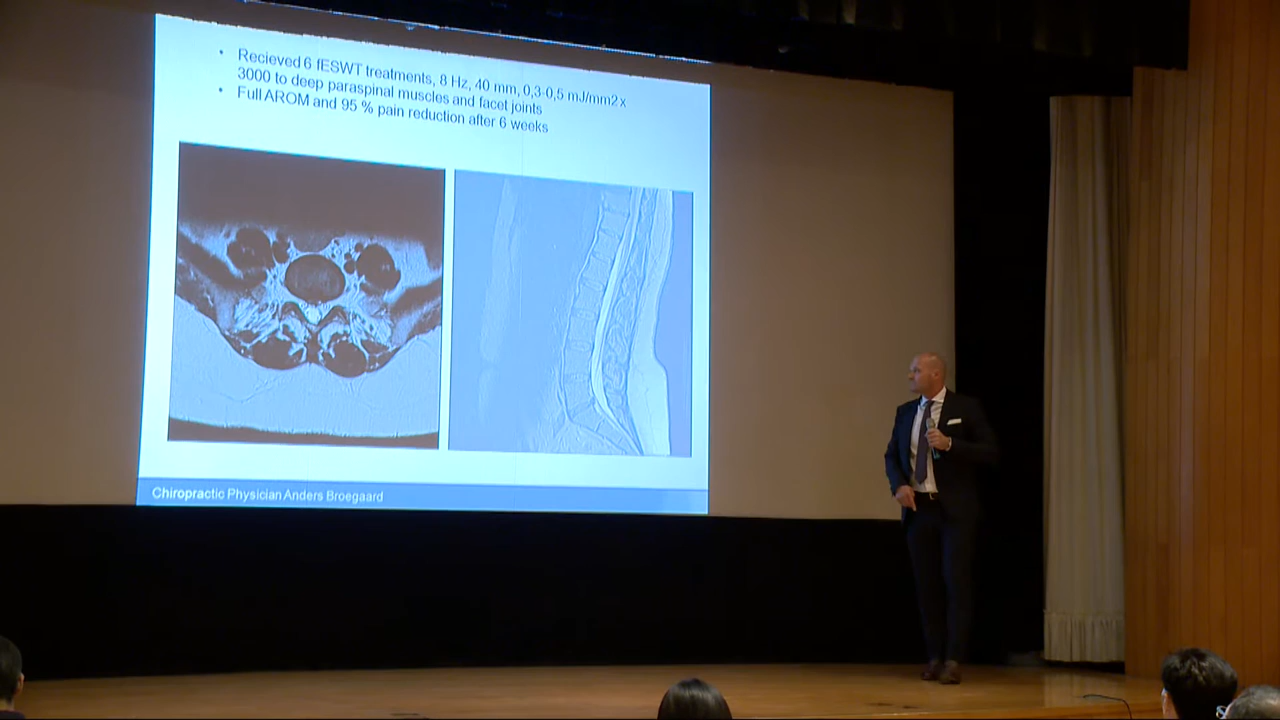 • Recieved 6 fESWT treatments, 8 Hz, 40 mm, 0,3-0,5 mJ/mm2 x
3000 to deep paraspinal muscles and facet joints
• Full AROM and 95 % pain reduction after 6 weeks
Chiropractic Physician Anders Broegaard